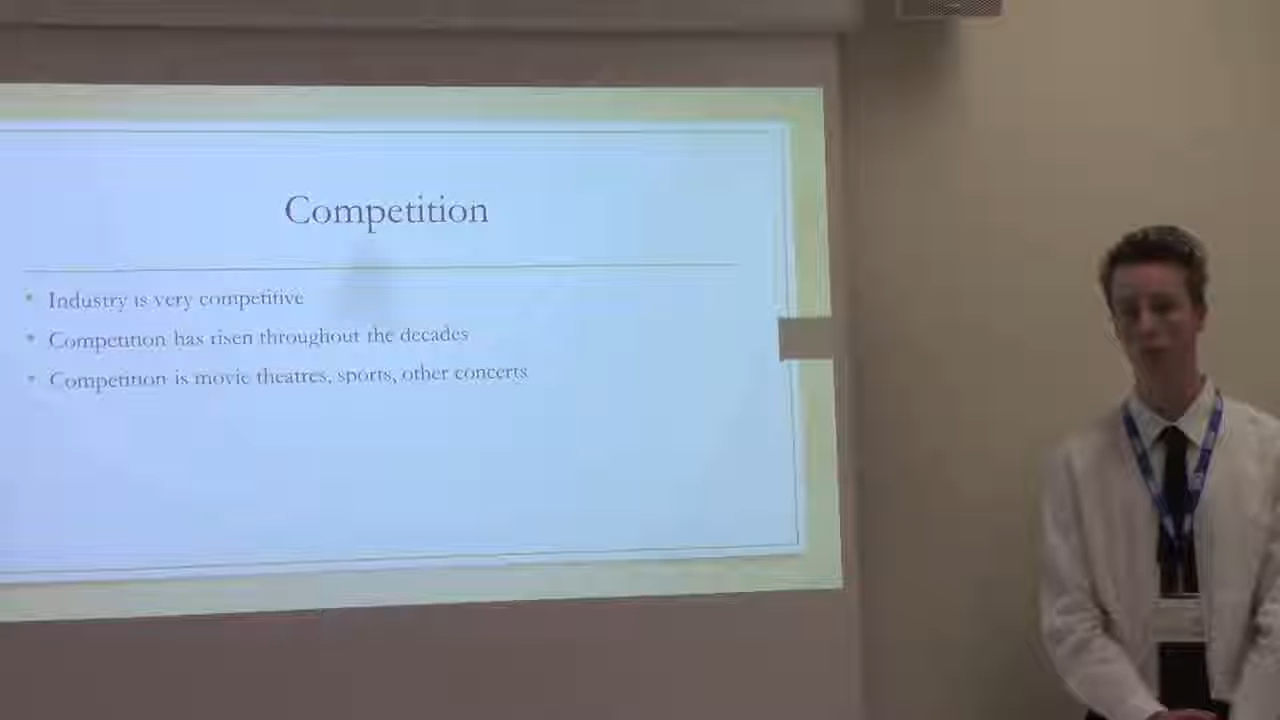 Competition
Industry is very competitive
Competition has risen throughout the decades
Competition is movie theatres, sports, other concerts